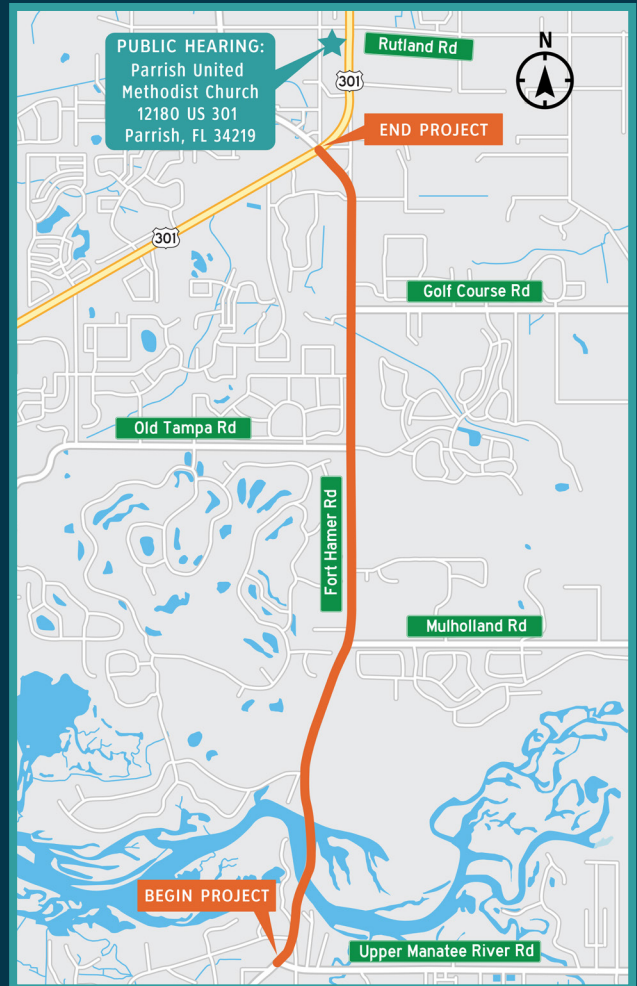 PUBLIC HEARING:
Parrish United
Methodist Church
12180 US 301
Parrish, FL 34219
Rutland Rd
N
301
END PROJECT
301
Golf Course Rd
Old Tampa Rd
Fort Hamer Rd
Mulholland Rd
BEGIN PROJECT
Upper Manatee River Rd